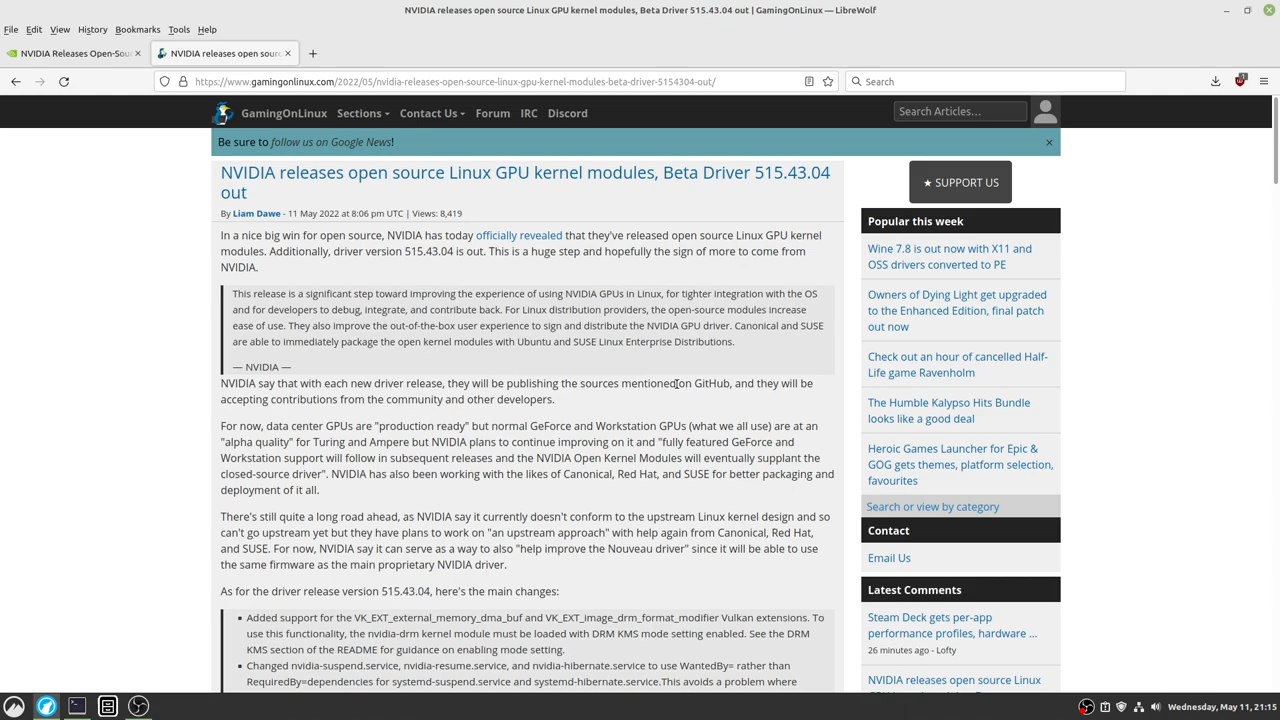 NVIDIA releases open source Linux GPU kernel modules, Beta Driver 515.43.04 out | GamingOnLinux — LibreWolf
File Edit View History Bookmarks Tools Help
NVIDIA Releases Open-Sou
NVIDIA releases open sour
https://www.gamingonlinux.com/2022/05/nvidia-releases-open-source-linux-gpu-kernel-modules-beta-driver-5154304-out/
Search
1
GamingOnLinux Sections Contact Us Forum IRC Discord
Search Articles...
Be sure to follow us on Google News!
×
NVIDIA releases open source Linux GPU kernel modules, Beta Driver 515.43.04
out
By Liam Dawe - 11 May 2022 at 8:06 pm UTC | Views: 8,419
In a nice big win for open source, NVIDIA has today officially revealed that they've released open source Linux GPU kernel
modules. Additionally, driver version 515.43.04 is out. This is a huge step and hopefully the sign of more to come from
NVIDIA.
This release is a significant step toward improving the experience of using NVIDIA GPUs in Linux, for tighter integration with the OS
and for developers to debug, integrate, and contribute back. For Linux distribution providers, the open-source modules increase
ease of use. They also improve the out-of-the-box user experience to sign and distribute the NVIDIA GPU driver. Canonical and SUSE
are able to immediately package the open kernel modules with Ubuntu and SUSE Linux Enterprise Distributions.
— NVIDIA —
NVIDIA say that with each new driver release, they will be publishing the sources mentioned on GitHub, and they will be
accepting contributions from the community and other developers.
For now, data center GPUs are "production ready" but normal GeForce and Workstation GPUs (what we all use) are at an
"alpha quality" for Turing and Ampere but NVIDIA plans to continue improving on it and "fully featured GeForce and
Workstation support will follow in subsequent releases and the NVIDIA Open Kernel Modules will eventually supplant the
closed-source driver". NVIDIA has also been working with the likes of Canonical, Red Hat, and SUSE for better packaging and
deployment of it all.
There's still quite a long road ahead, as NVIDIA say it currently doesn't conform to the upstream Linux kernel design and so
can't go upstream yet but they have plans to work on "an upstream approach" with help again from Canonical, Red Hat,
and SUSE. For now, NVIDIA say it can serve as a way to also "help improve the Nouveau driver" since it will be able to use
the same firmware as the main proprietary NVIDIA driver.
As for the driver release version 515.43.04, here's the main changes:
▪ Added support for the VK_EXT_external_memory_dma_buf and VK_EXT_image_drm_format_modifier Vulkan extensions. To
use this functionality, the nvidia-drm kernel module must be loaded with DRM KMS mode setting enabled. See the DRM
KMS section of the README for guidance on enabling mode setting.
▪ Changed nvidia-suspend.service, nvidia-resume.service, and nvidia-hibernate.service to use WantedBy= rather than
RequiredBy=dependencies for systemd-suspend.service and systemd-hibernate.service.This avoids a problem where
★ SUPPORT US
Popular this week
Wine 7.8 is out now with X11 and
OSS drivers converted to PE
Owners of Dying Light get upgraded
to the Enhanced Edition, final patch
out now
Check out an hour of cancelled Half-
Life game Ravenholm
The Humble Kalypso Hits Bundle
looks like a good deal
Heroic Games Launcher for Epic &
GOG gets themes, platform selection,
favourites
Search or view by category
Contact
Email Us
Latest Comments
Steam Deck gets per-app
performance profiles, hardware ...
26 minutes ago - Lofty
NVIDIA releases open source Linux
Wednesday, May 11, 21:15